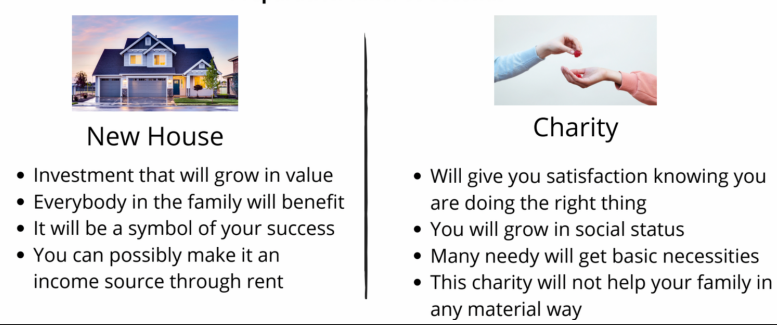 New House
• Investment that will grow in value
• Everybody in the family will benefit
• It will be a symbol of your success
• You can possibly make it an
income source through rent
Charity
• Will give you satisfaction knowing you
are doing the right thing
• You will grow in social status
• Many needy will get basic necessities
• This charity will not help your family in
any material way